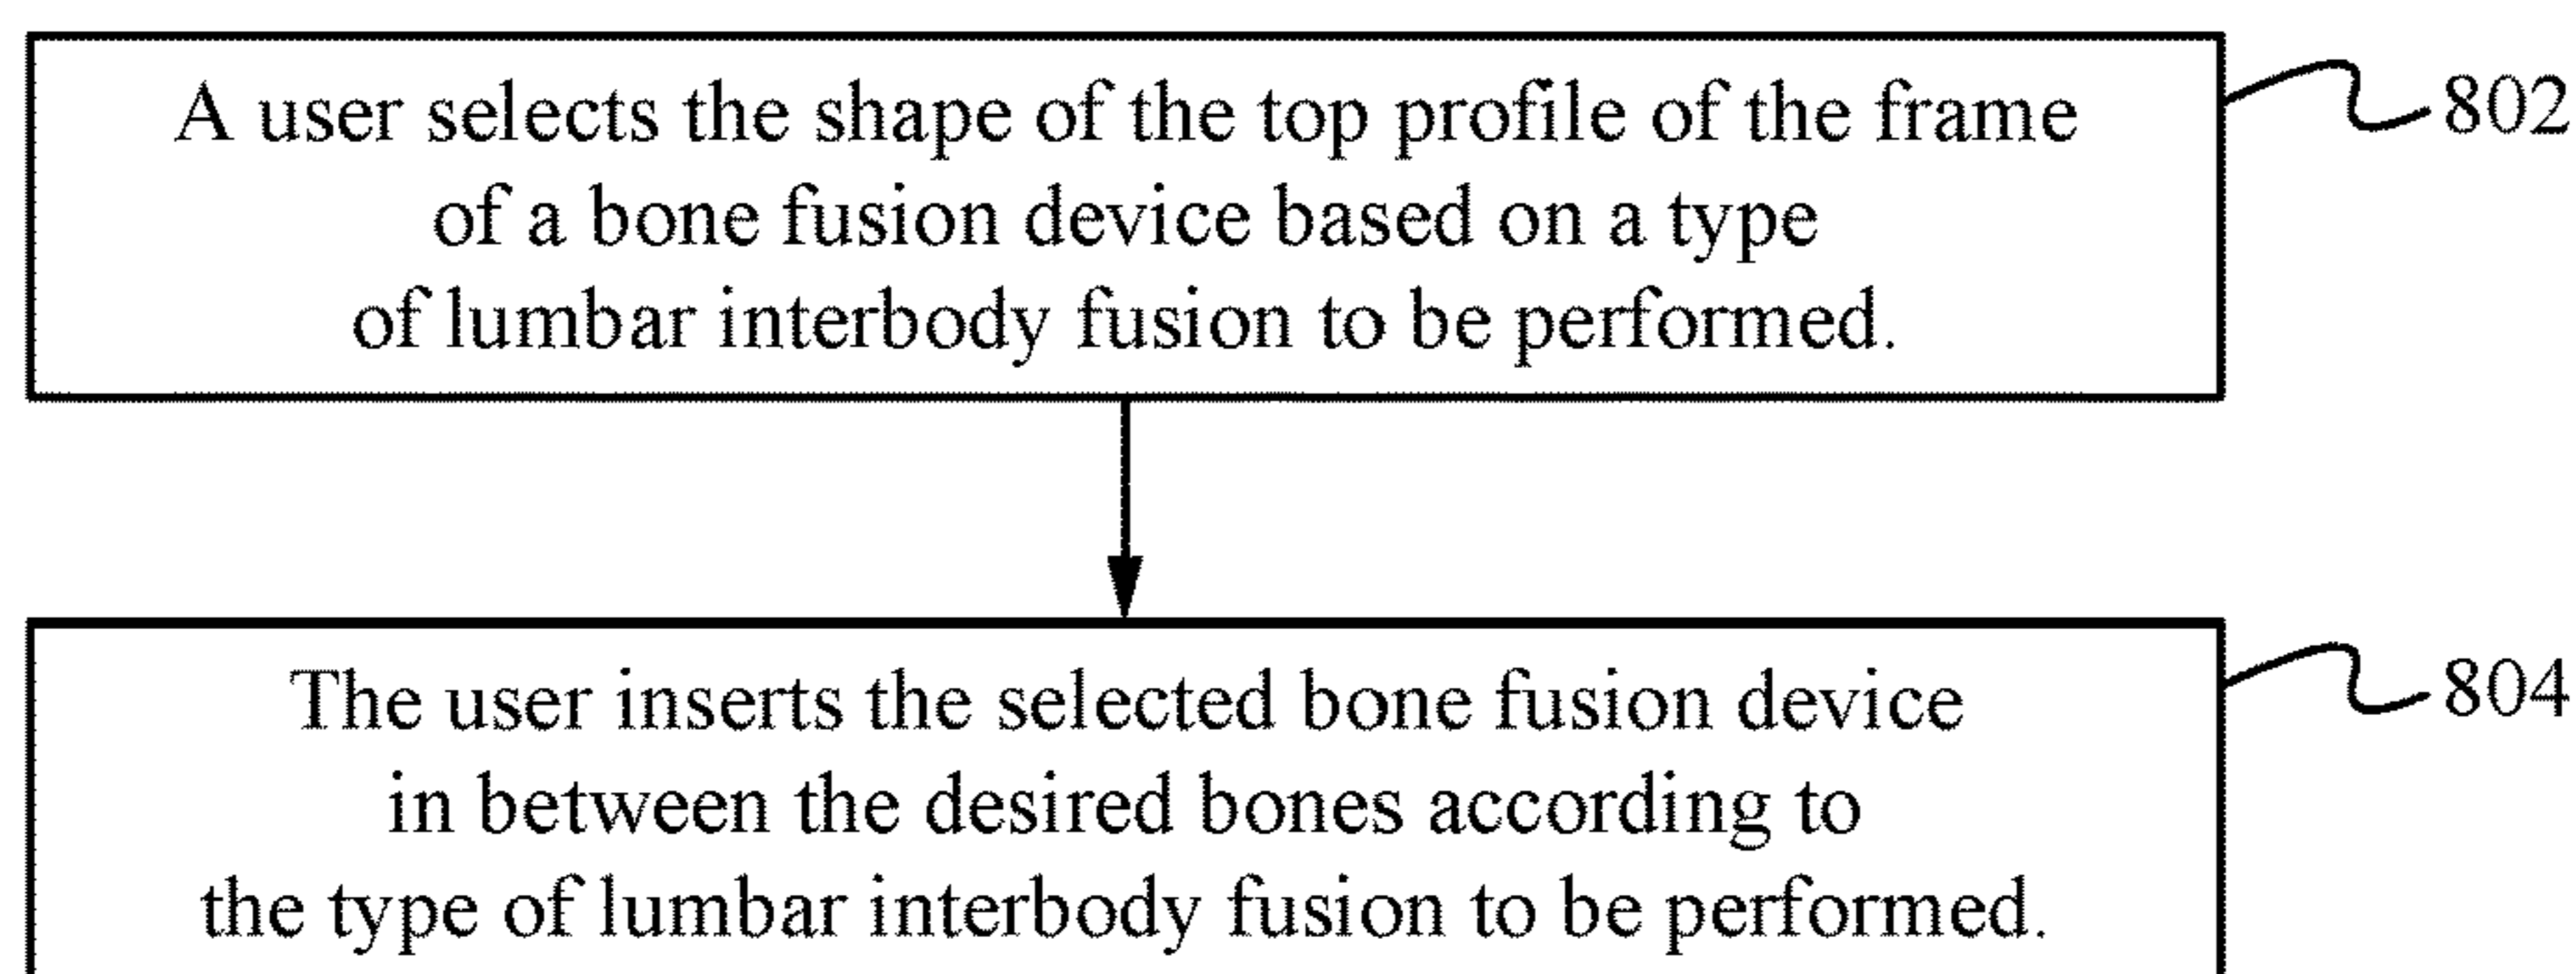 A user selects the shape of the top profile of the frame
of a bone fusion device based on a type
of lumbar interbody fusion to be performed.
802
The user inserts the selected bone fusion device
in between the desired bones according to
the type of lumbar interbody fusion to be performed.
804